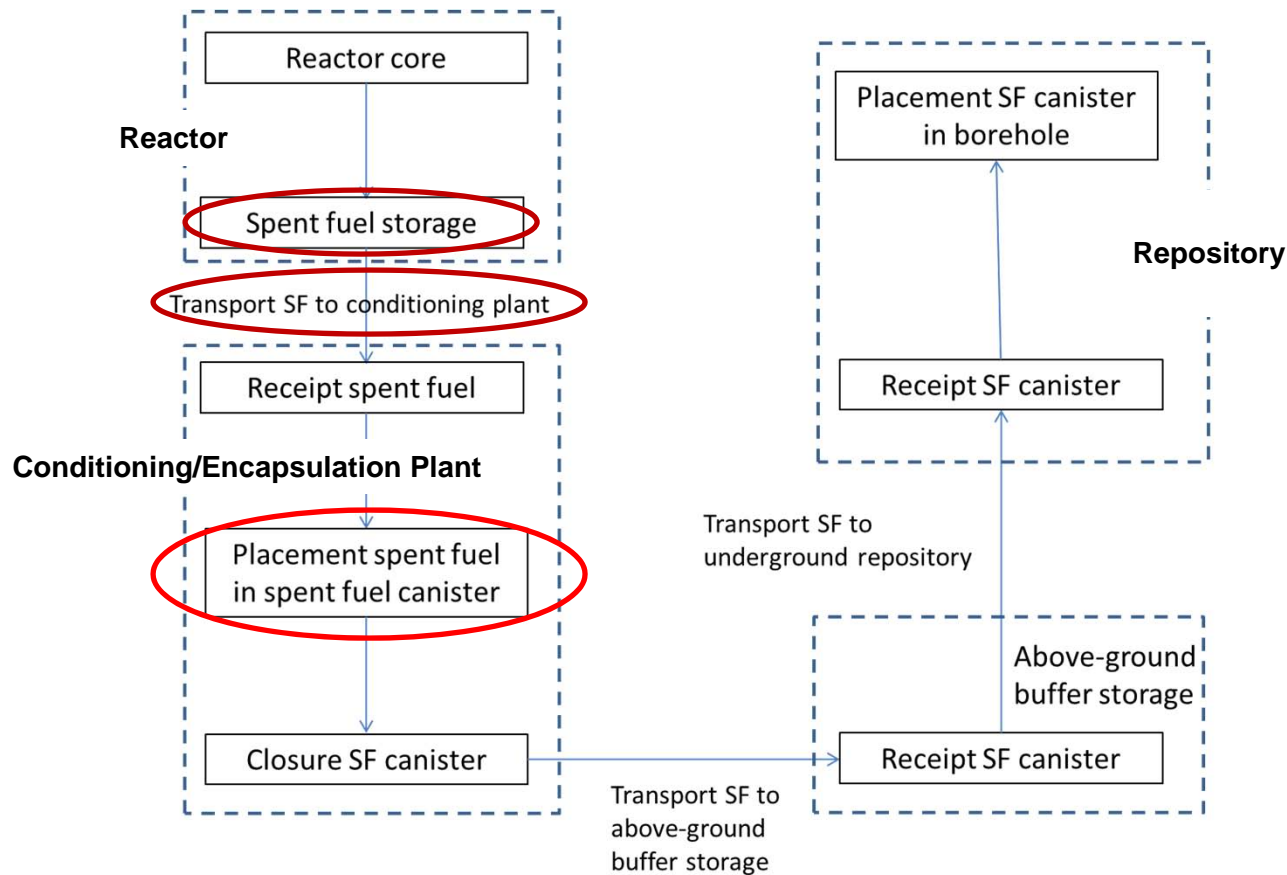 Reactor core
Reactor
Spent fuel storage
Transport SF to conditioning plant
Receipt spent fuel
Conditioning/Encapsulation Plant
Placement spent fuel
in spent fuel canister
Closure SF canister
Transport SF to
above-ground
buffer storage
Receipt SF canister
Above-ground
buffer storage
Transport SF to
underground repository
Receipt SF canister
Repository
Placement SF canister
in borehole